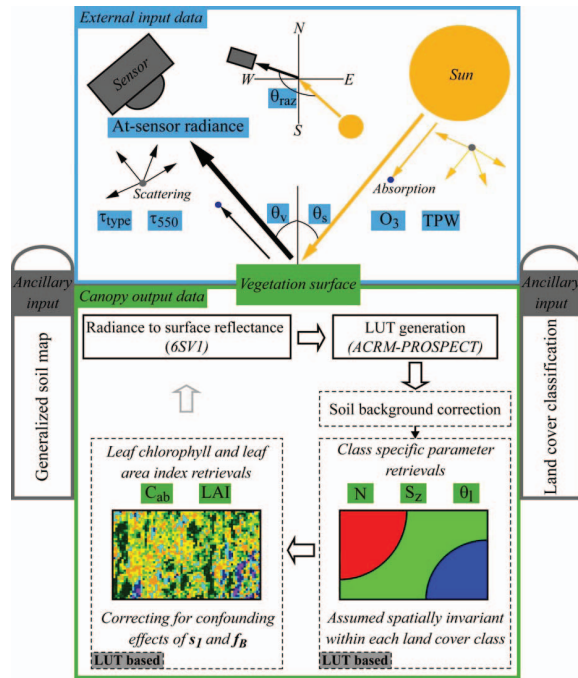 External input data
Sensor
N
W
E
S
θraz
Sun
At-sensor radiance
Scattering
Absorption
θv
θs
τtype
τ550
O3
TPW
Vegetation surface
Ancillary
input
Generalized soil map
Ancillary
input
Land cover classification
Canopy output data
Radiance to surface reflectance
(6SV1)
LUT generation
(ACRM-PROSPECT)
Soil background correction
Leaf chlorophyll and leaf
area index retrievals
Cab
LAI
Correcting for confounding
effects of s1 and fB
LUT based
Class specific parameter
retrievals
N
Sz
θl
Assumed spatially invariant
within each land cover class
LUT based